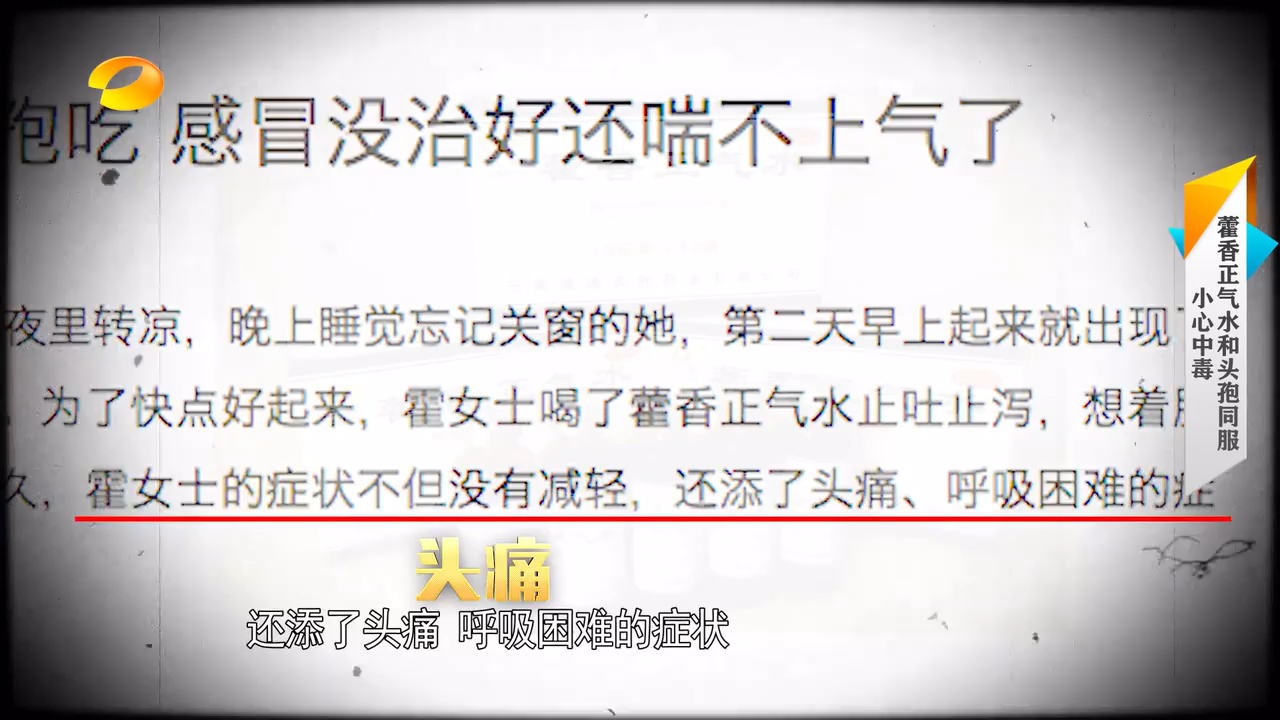 孢吃 感冒没治好还喘不上气了
夜里转凉，晚上睡觉忘记关窗的她，第二天早上起来就出现
，为了快点好起来，霍女士喝了藿香正气水止吐止泻，想着
久，霍女士的症状不但没有减轻，还添了头痛、呼吸困难的症
头痛
还添了头痛 呼吸困难的症状
藿香正气水和头孢同服
小心中毒